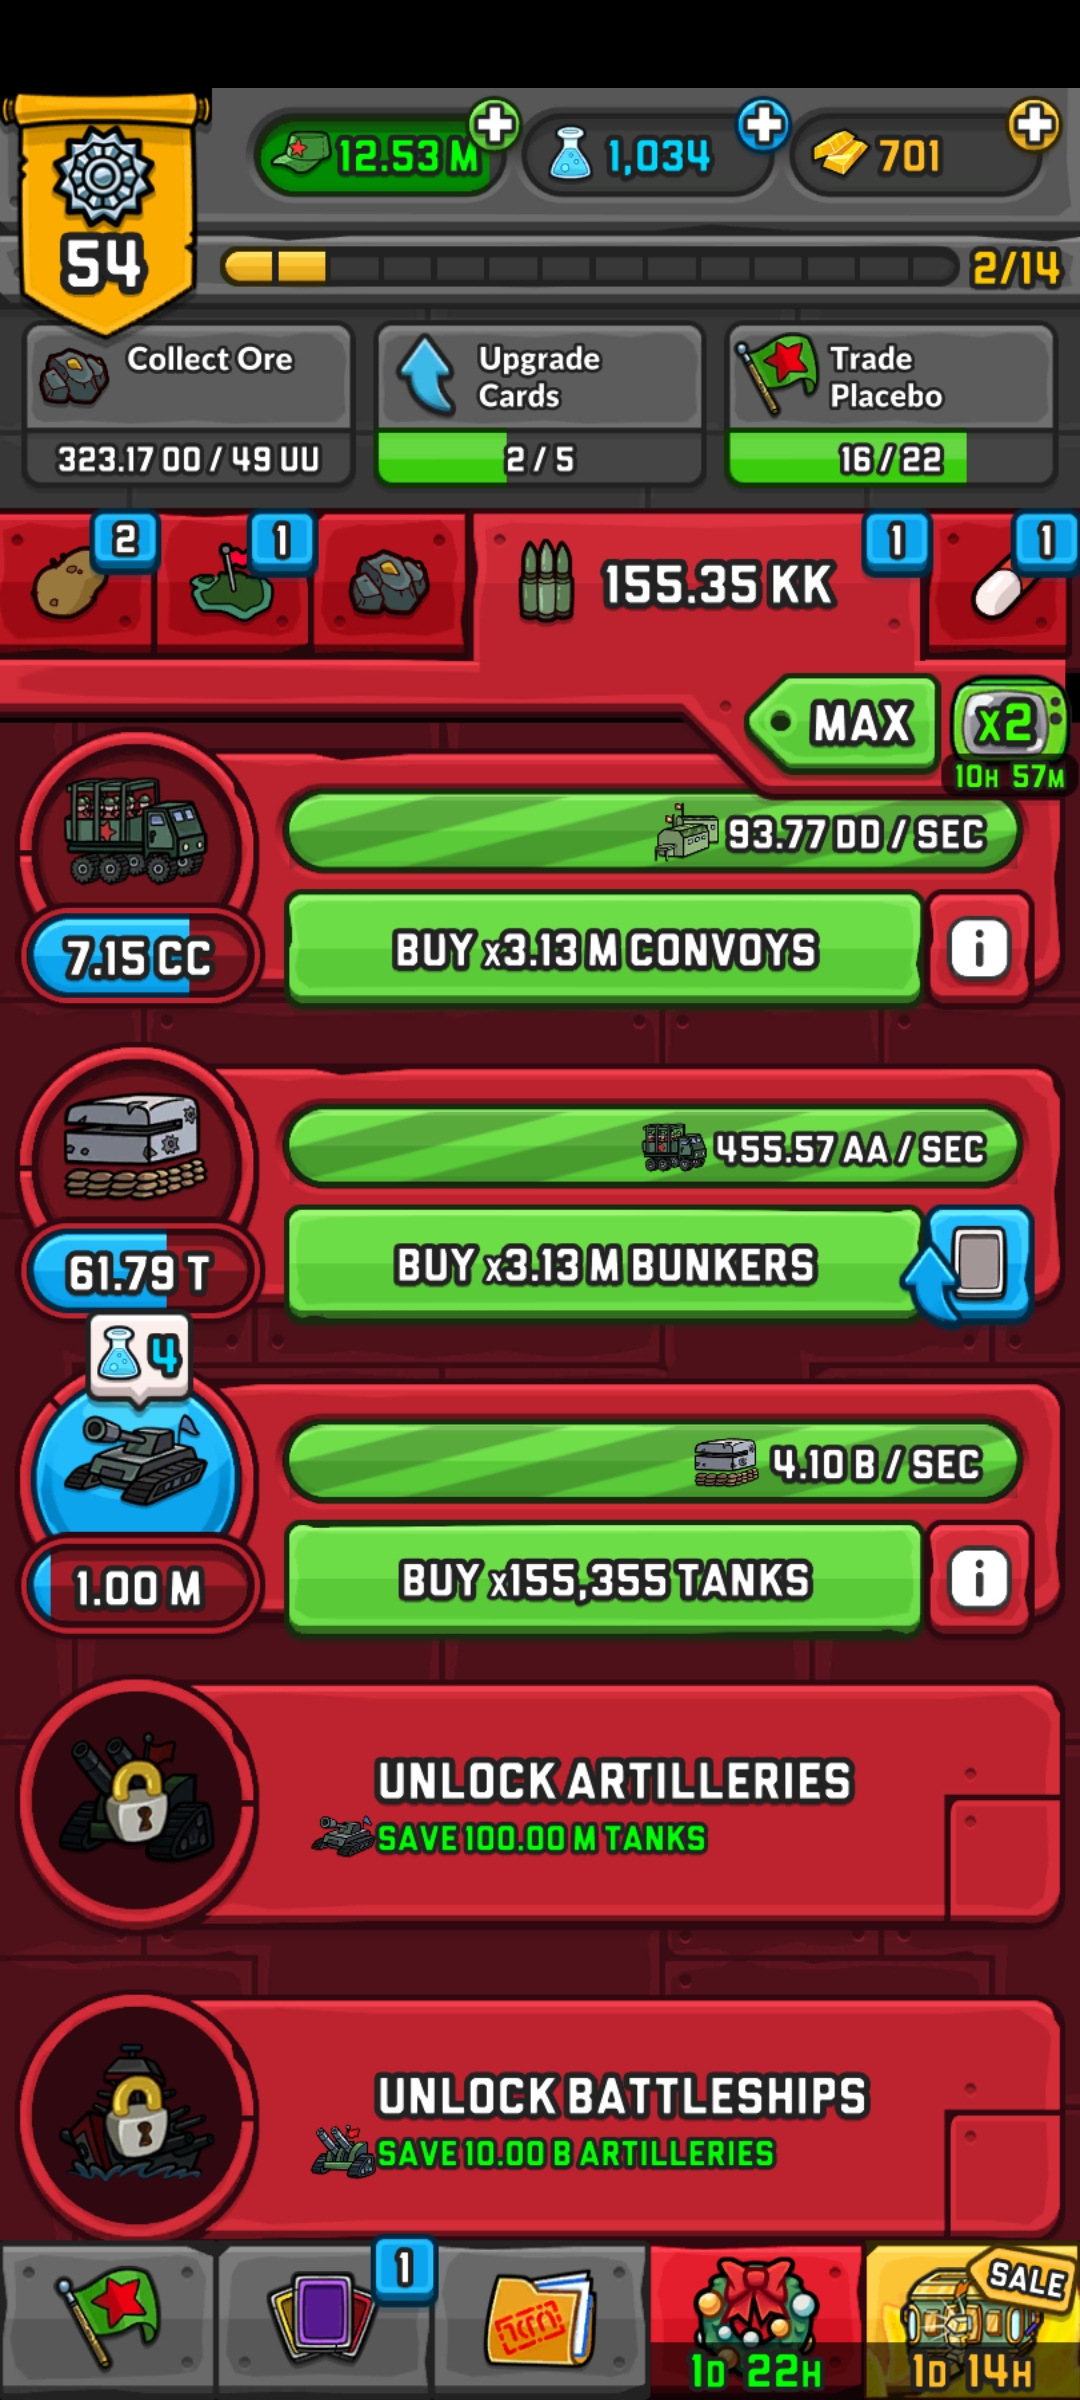 12.53 M
1,034
701
54
2/14
Collect Ore
323.17 OO / 49 UU
Upgrade
Cards
2 / 5
Trade
Placebo
16 / 22
2
1
155.35 KK
1
1
MAX
x2
10H 57M
93.77 DD / SEC
7.15 CC
BUY x3.13 M CONVOYS
i
455.57 AA / SEC
61.79 T
BUY x3.13 M BUNKERS
4
4.10 B / SEC
1.00 M
BUY x155,355 TANKS
i
UNLOCK ARTILLERIES
SAVE 100.00 M TANKS
UNLOCK BATTLESHIPS
SAVE 10.00 B ARTILLERIES
1
SALE
1D 22H
1D 14H